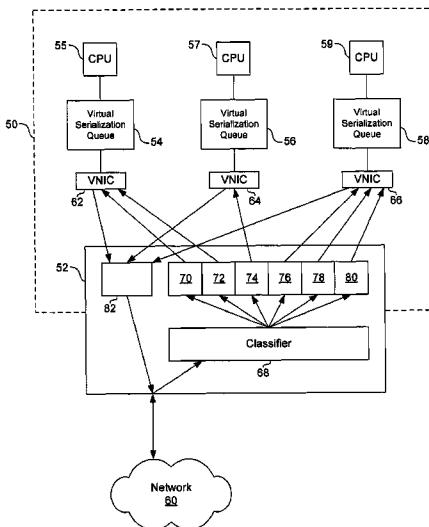 55
CPU
57
CPU
59
CPU
50
Virtual
Serialization
Queue
54
Virtual
Serialization
Queue
56
Virtual
Serialization
Queue
58
VNIC
62
VNIC
64
VNIC
66
52
82
70
72
74
76
78
80
Classifier
68
Network
60